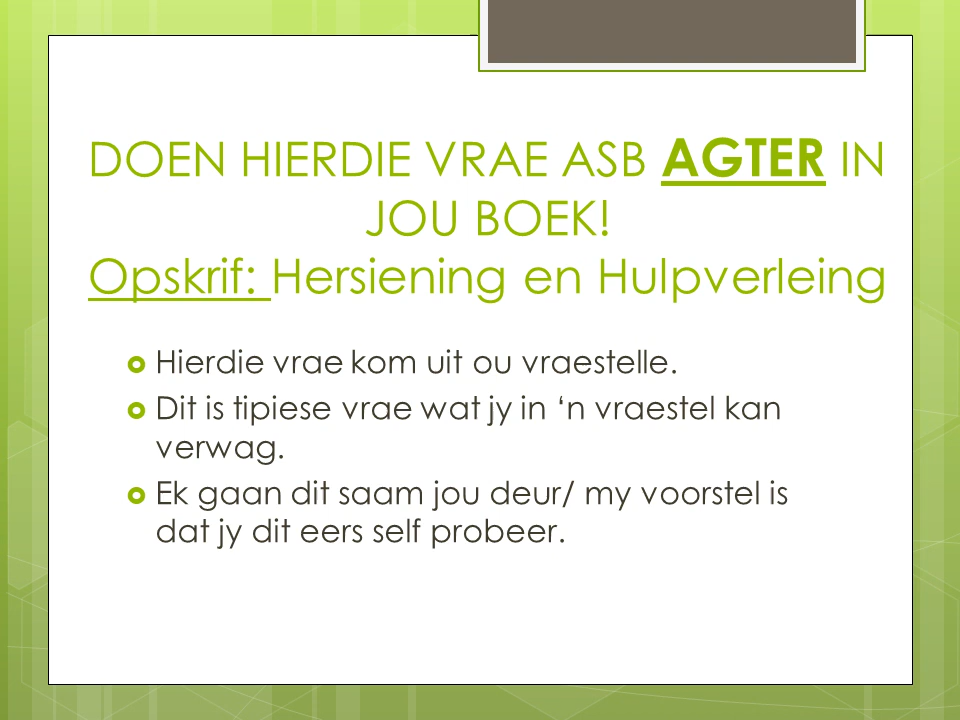 DOEN HIERDIE VRAE ASB AGTER IN
JOU BOEK!
Opskrif: Hersiening en Hulpverleing
Hierdie vrae kom uit ou vraestelle.
Dit is tipiese vrae wat jy in ‘n vraestel kan
verwag.
Ek gaan dit saam jou deur/ my voorstel is
dat jy dit eers self probeer.